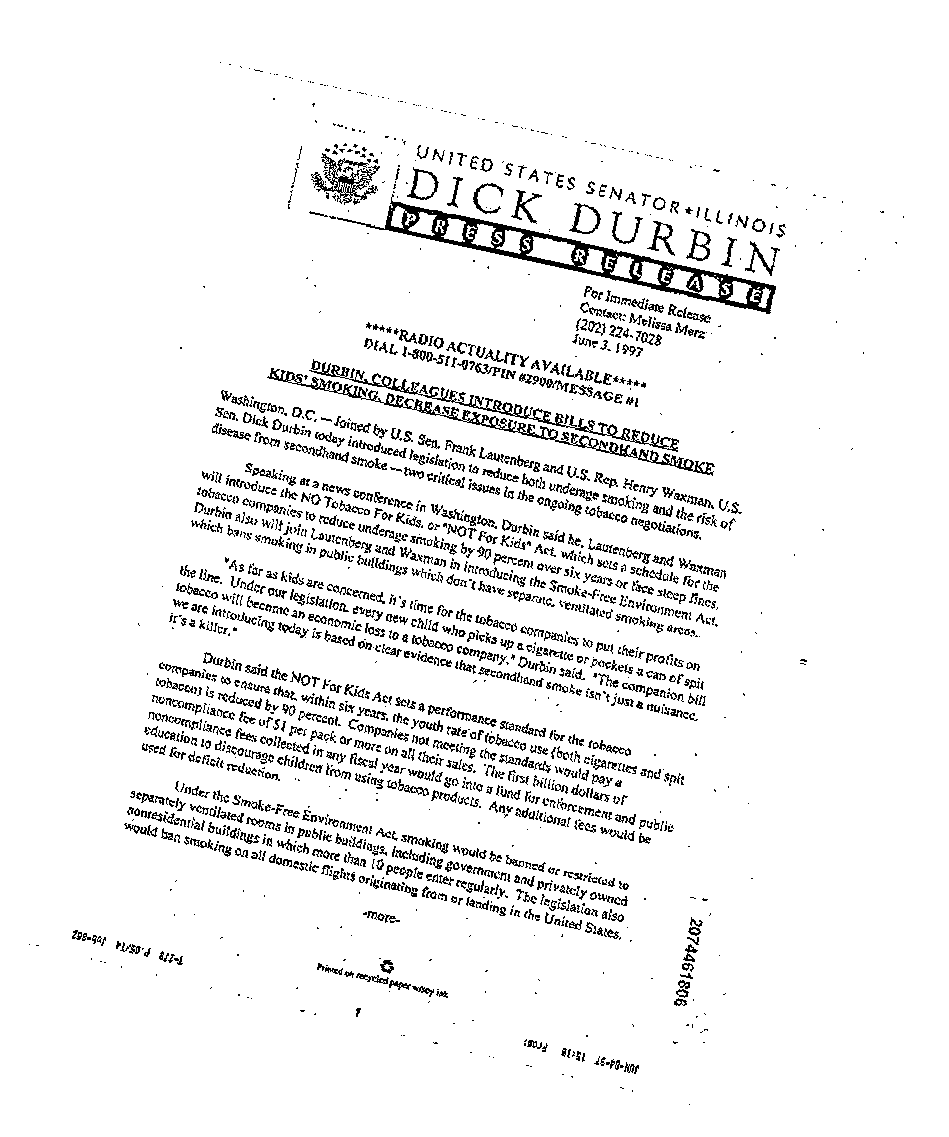 UNITED STATES SENATOR • ILLINOIS
DICK DURBIN
PRESS RELEASE
For Immediate Release
Contact: Melissa Merz
(202) 224-7028
June 3, 1997
*****RADIO ACTUALITY AVAILABLE*****
DIAL 1-800-511-0763/PIN #2900/MESSAGE #1
DURBIN, COLLEAGUES INTRODUCE BILLS TO REDUCE
KIDS' SMOKING, DECREASE EXPOSURE TO SECONDHAND SMOKE
Washington, D.C. — Joined by U.S. Sen. Frank Lautenberg and U.S. Rep. Henry Waxman, U.S.
Sen. Dick Durbin today introduced legislation to reduce both underage smoking and the risk of
disease from secondhand smoke — two critical issues in the ongoing tobacco negotiations.
Speaking at a news conference in Washington, Durbin said he, Lautenberg and Waxman
will introduce the NO Tobacco For Kids, or "NOT For Kids" Act, which sets a schedule for the
tobacco companies to reduce underage smoking by 90 percent over six years or face steep fines.
Durbin also will join Lautenberg and Waxman in introducing the Smoke-Free Environment Act,
which bans smoking in public buildings which don't have separate, ventilated smoking areas.
"As far as kids are concerned, it's time for the tobacco companies to put their profits on
the line. Under our legislation, every new child who picks up a cigarette or pockets a can of spit
tobacco will become an economic loss to a tobacco company," Durbin said. "The companion bill
we are introducing today is based on clear evidence that secondhand smoke isn't just a nuisance,
it's a killer."
Durbin said the NOT For Kids Act sets a performance standard for the tobacco
companies to ensure that, within six years, the youth rate of tobacco use (both cigarettes and spit
tobacco) is reduced by 90 percent. Companies not meeting the standards would pay a
noncompliance fee of $1 per pack or more on all their sales. The first billion dollars of
noncompliance fees collected in any fiscal year would go into a fund for enforcement and public
education to discourage children from using tobacco products. Any additional fees would be
used for deficit reduction.
Under the Smoke-Free Environment Act, smoking would be banned or restricted to
separately ventilated rooms in public buildings, including government and privately owned
nonresidential buildings in which more than 10 people enter regularly. The legislation also
would ban smoking on all domestic flights originating from or landing in the United States.
-more-
Printed on recycled paper w/soy ink
1
2074461806
T-278 P.05/14
JUN-04-97 15:18 From